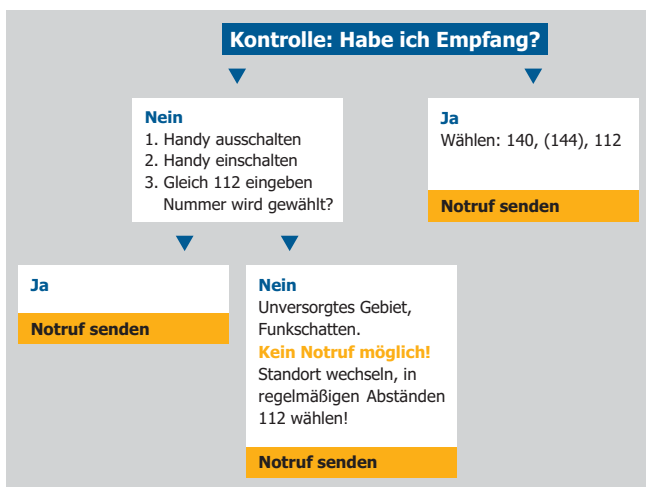 Kontrolle: Habe ich Empfang?
Nein
1. Handy ausschalten
2. Handy einschalten
3. Gleich 112 eingeben
Nummer wird gewählt?
Ja
Wählen: 140, (144), 112
Notruf senden
Ja
Notruf senden
Nein
Unversorgtes Gebiet,
Funkschatten.
Kein Notruf möglich!
Standort wechseln, in
regelmäßigen Abständen
112 wählen!
Notruf senden